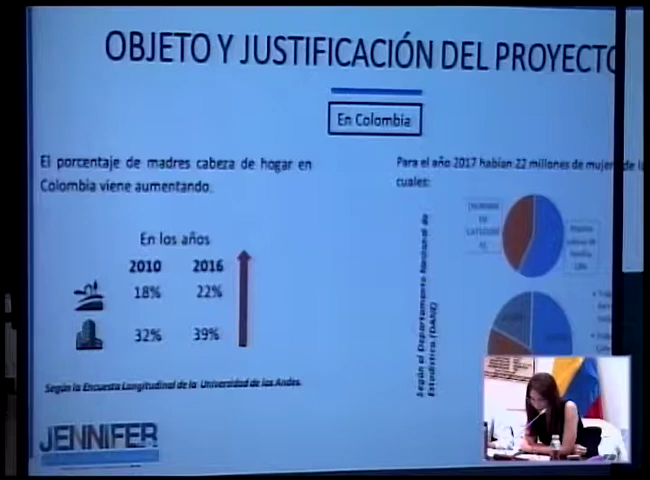 OBJETO Y JUSTIFICACIÓN DEL PROYECTO
En Colombia
El porcentaje de madres cabeza de hogar en
Colombia viene aumentando.
En los años
2010 2016
18% 22%
32% 39%
Según la Encuesta Longitudinal de la Universidad de los Andes.
JENNIFER
Para el año 2017 habían 22 millones de mujeres de
cuales:
Según el Departamento Nacional de
Estadística (DANE)